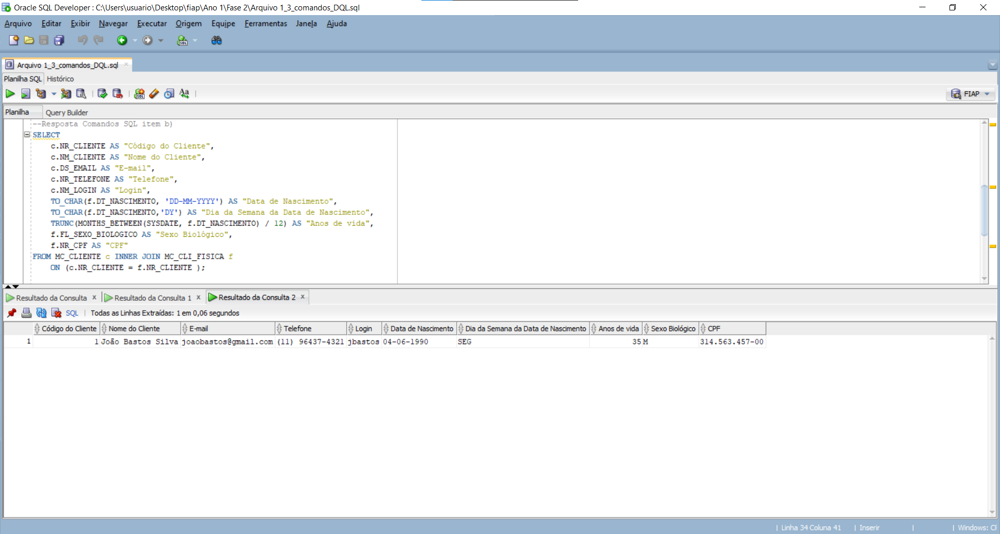 Oracle SQL Developer : C:\Users\usuario\Desktop\fiap\Ano 1\Fase 2\Arquivo 1_3_comandos_DQL.sql
Arquivo Editar Exibir Navegar Executar Origem Equipe Ferramentas Janela Ajuda
Arquivo 1_3_comandos_DQL.sql
Planilha SQL Histórico
FIAP
Planilha Query Builder
--Resposta Comandos SQL item b)
SELECT
c.NR_CLIENTE AS "Código do Cliente",
c.NM_CLIENTE AS "Nome do Cliente",
c.DS_EMAIL AS "E-mail",
c.NR_TELEFONE AS "Telefone",
c.NM_LOGIN AS "Login",
TO_CHAR(f.DT_NASCIMENTO, 'DD-MM-YYYY') AS "Data de Nascimento",
TO_CHAR(f.DT_NASCIMENTO,'DY') AS "Dia da Semana da Data de Nascimento",
TRUNC(MONTHS_BETWEEN(SYSDATE, f.DT_NASCIMENTO) / 12) AS "Anos de vida",
f.FL_SEXO_BIOLOGICO AS "Sexo Biológico",
f.NR_CPF AS "CPF"
FROM MC_CLIENTE c INNER JOIN MC_CLI_FISICA f
ON (c.NR_CLIENTE = f.NR_CLIENTE );
Resultado da Consulta x Resultado da Consulta 1 x Resultado da Consulta 2 x
SQL | Todas as Linhas Extraídas: 1 em 0,06 segundos
Código do Cliente Nome do Cliente E-mail Telefone Login Data de Nascimento Dia da Semana da Data de Nascimento Anos de vida Sexo Biológico CPF
1 1 João Bastos Silva joaobastos@gmail.com (11) 96437-4321 jbastos 04-06-1990 SEG 35 M 314.563.457-00
| Linha 34 Coluna 41 | Inserir | | Windows: CF